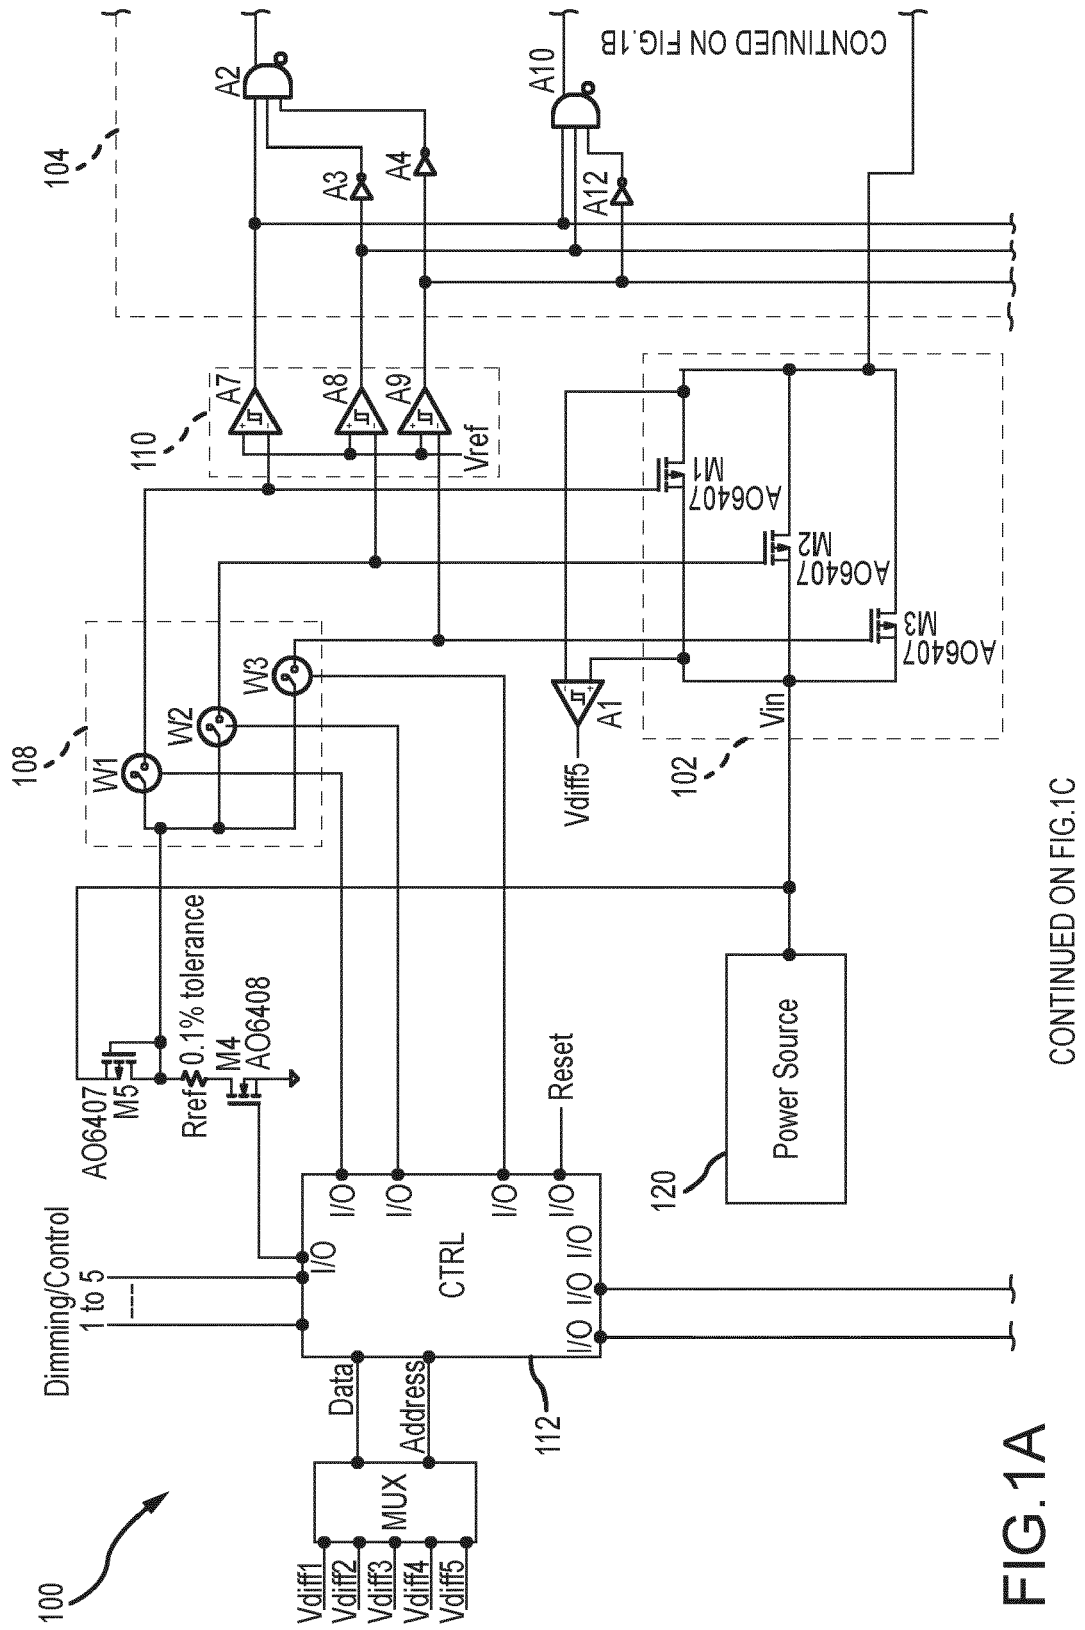 100
Vdiff1
Vdiff2
Vdiff3
Vdiff4
Vdiff5
MUX
Data
Address
112
Dimming/Control
1 to 5
I/O
CTRL
I/O
I/O
I/O
I/O
I/O
I/O
I/O
Reset
AO6407
M5
Rref
0.1% tolerance
M4
AO6408
108
W1
W2
W3
110
A7
A8
A9
Vref
104
A2
A3
A4
A10
A12
CONTINUED ON FIG.1B
120
Power Source
102
Vin
Vdiff5
A1
M1
AO6407
M2
AO6407
M3
AO6407
CONTINUED ON FIG.1C
FIG.1A